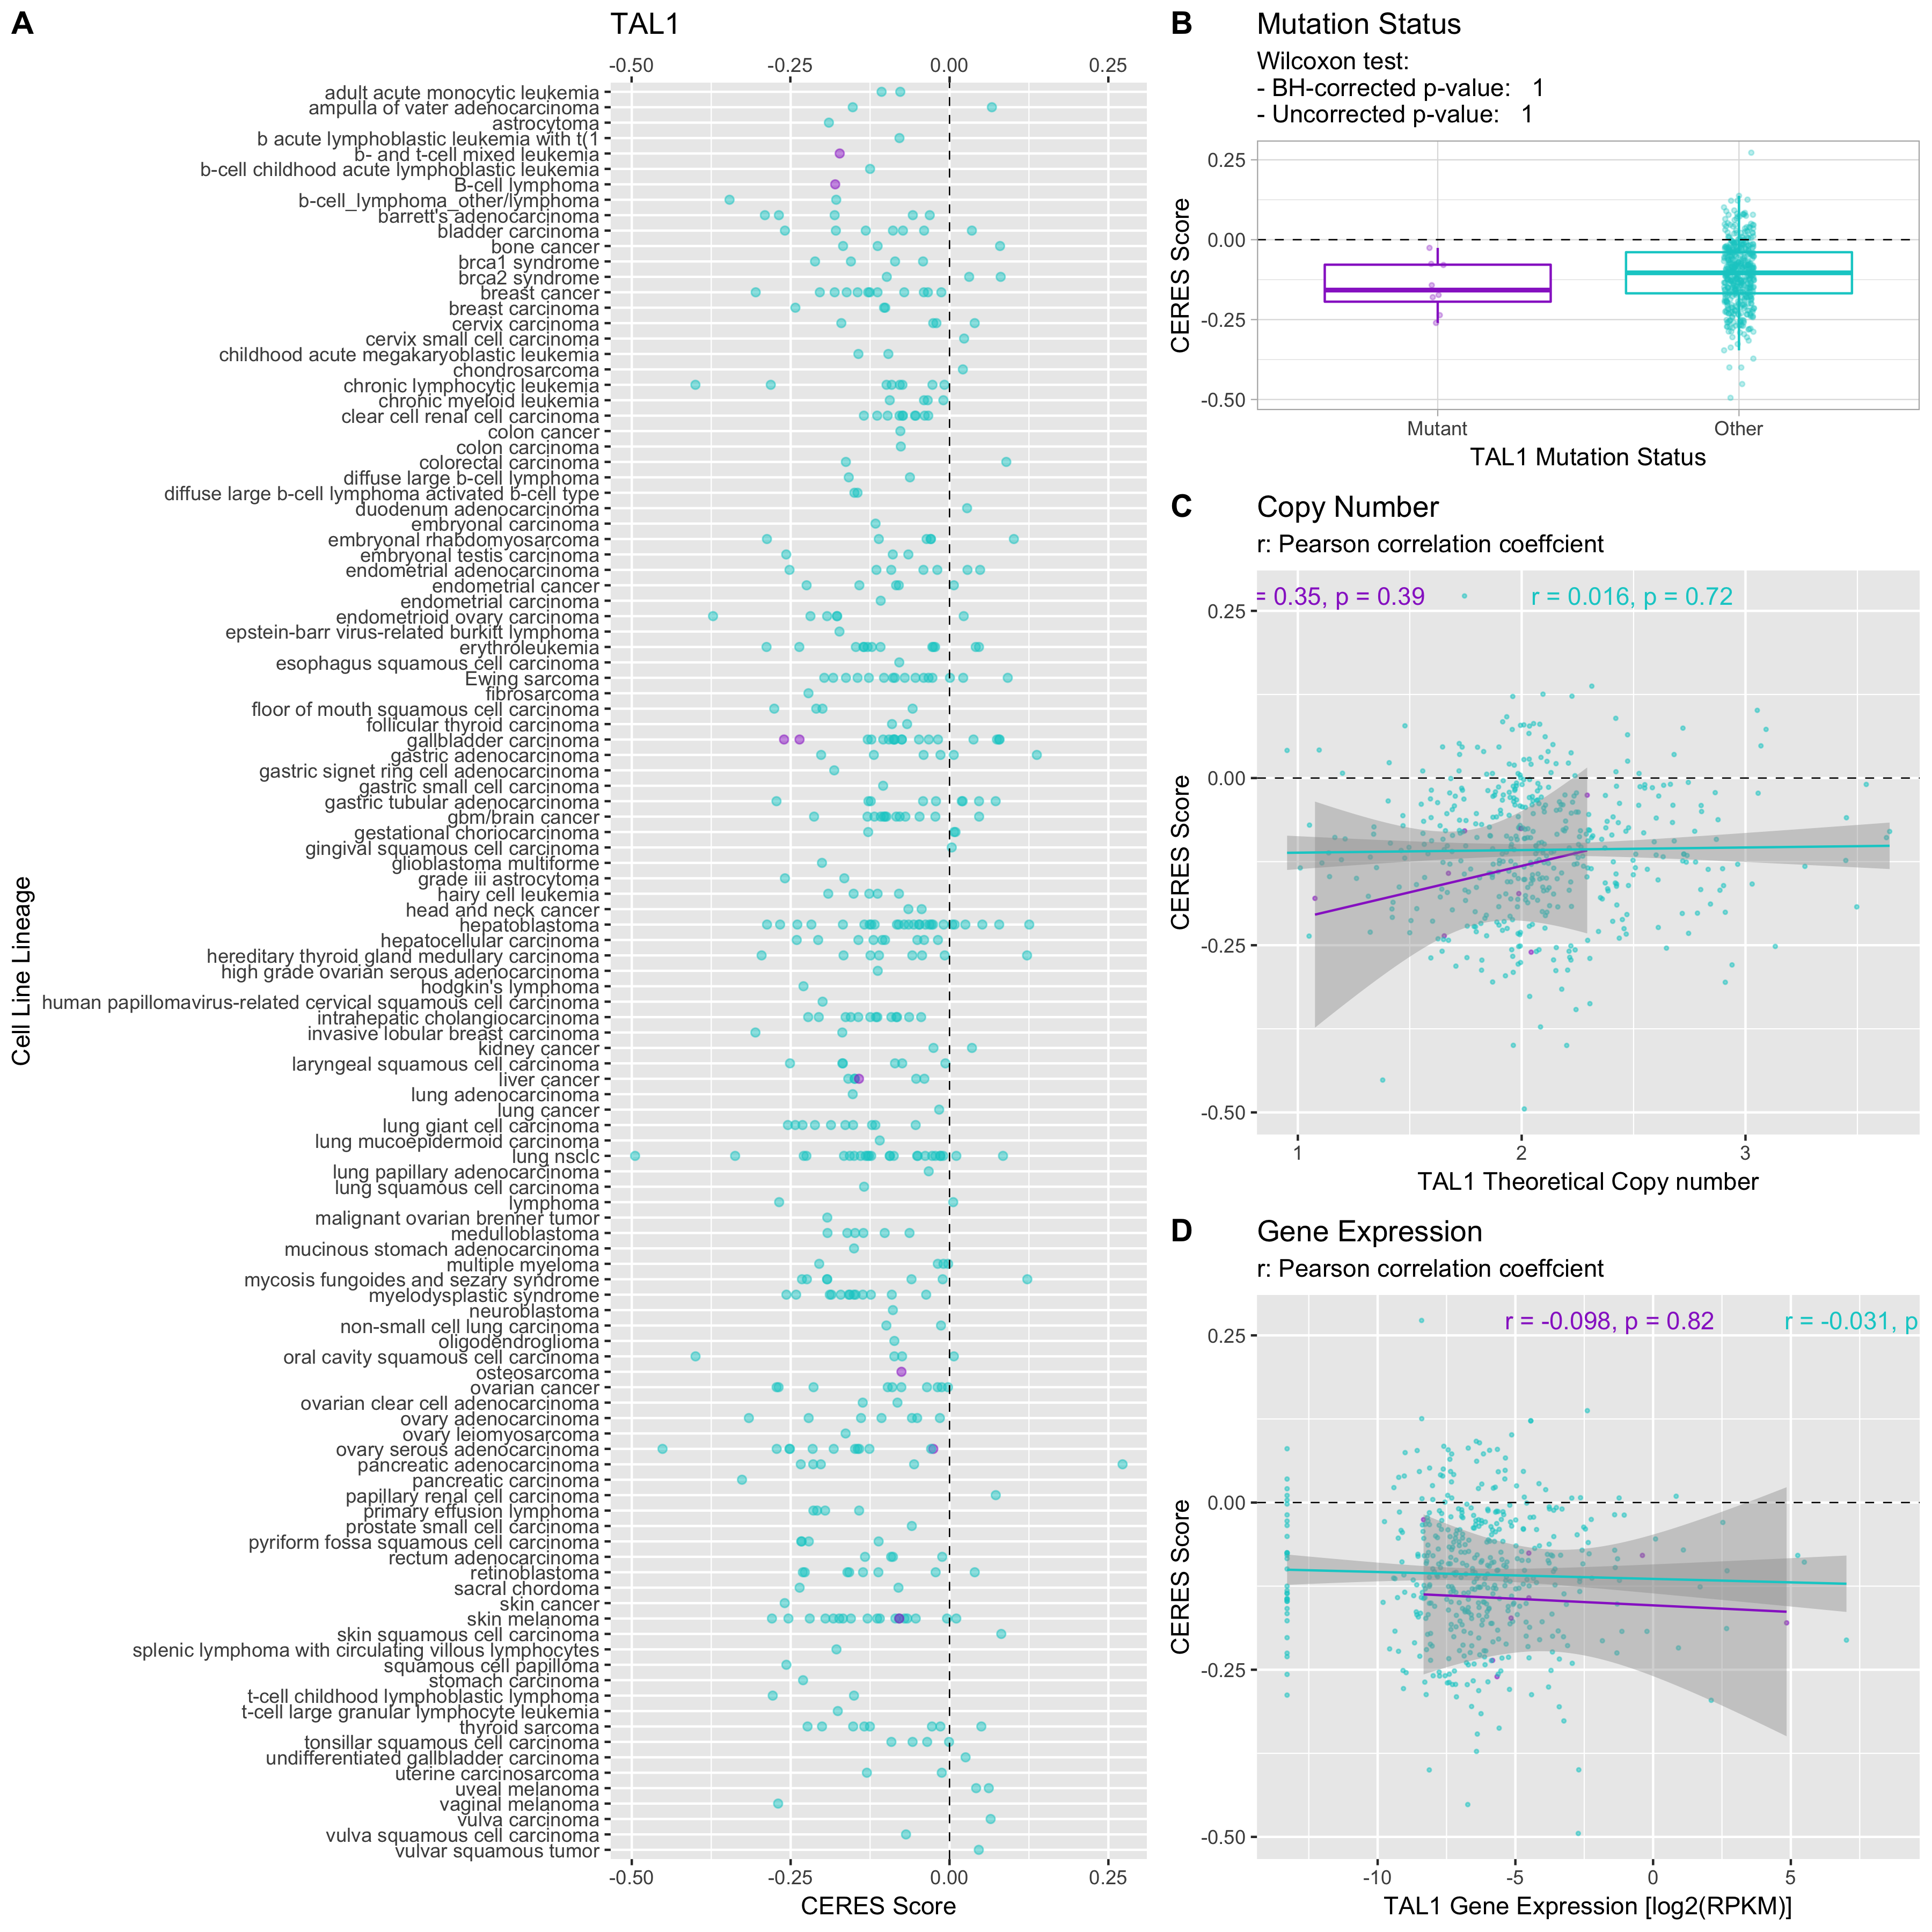 A
TAL1
-0.50
-0.25
0.00
0.25
adult acute monocytic leukemia
ampulla of vater adenocarcinoma
astrocytoma
b acute lymphoblastic leukemia with t(1
b- and t-cell mixed leukemia
b-cell childhood acute lymphoblastic leukemia
B-cell lymphoma
b-cell_lymphoma_other/lymphoma
barrett's adenocarcinoma
bladder carcinoma
bone cancer
brca1 syndrome
brca2 syndrome
breast cancer
breast carcinoma
cervix carcinoma
cervix small cell carcinoma
childhood acute megakaryoblastic leukemia
chondrosarcoma
chronic lymphocytic leukemia
chronic myeloid leukemia
clear cell renal cell carcinoma
colon cancer
colon carcinoma
colorectal carcinoma
diffuse large b-cell lymphoma
diffuse large b-cell lymphoma activated b-cell type
duodenum adenocarcinoma
embryonal carcinoma
embryonal rhabdomyosarcoma
embryonal testis carcinoma
endometrial adenocarcinoma
endometrial cancer
endometrial carcinoma
endometrioid ovary carcinoma
epstein-barr virus-related burkitt lymphoma
erythroleukemia
esophagus squamous cell carcinoma
Ewing sarcoma
fibrosarcoma
floor of mouth squamous cell carcinoma
follicular thyroid carcinoma
gallbladder carcinoma
gastric adenocarcinoma
gastric signet ring cell adenocarcinoma
gastric small cell carcinoma
gastric tubular adenocarcinoma
gbm/brain cancer
gestational choriocarcinoma
gingival squamous cell carcinoma
glioblastoma multiforme
grade iii astrocytoma
hairy cell leukemia
head and neck cancer
hepatoblastoma
hepatocellular carcinoma
hereditary thyroid gland medullary carcinoma
high grade ovarian serous adenocarcinoma
hodgkin's lymphoma
human papillomavirus-related cervical squamous cell carcinoma
intrahepatic cholangiocarcinoma
invasive lobular breast carcinoma
kidney cancer
laryngeal squamous cell carcinoma
liver cancer
lung adenocarcinoma
lung cancer
lung giant cell carcinoma
lung mucoepidermoid carcinoma
lung nsclc
lung papillary adenocarcinoma
lung squamous cell carcinoma
lymphoma
malignant ovarian brenner tumor
medulloblastoma
mucinous stomach adenocarcinoma
multiple myeloma
mycosis fungoides and sezary syndrome
myelodysplastic syndrome
neuroblastoma
non-small cell lung carcinoma
oligodendroglioma
oral cavity squamous cell carcinoma
osteosarcoma
ovarian cancer
ovarian clear cell adenocarcinoma
ovary adenocarcinoma
ovary leiomyosarcoma
ovary serous adenocarcinoma
pancreatic adenocarcinoma
pancreatic carcinoma
papillary renal cell carcinoma
primary effusion lymphoma
prostate small cell carcinoma
pyriform fossa squamous cell carcinoma
rectum adenocarcinoma
retinoblastoma
sacral chordoma
skin cancer
skin melanoma
skin squamous cell carcinoma
splenic lymphoma with circulating villous lymphocytes
squamous cell papilloma
stomach carcinoma
t-cell childhood lymphoblastic lymphoma
t-cell large granular lymphocyte leukemia
thyroid sarcoma
tonsillar squamous cell carcinoma
undifferentiated gallbladder carcinoma
uterine carcinosarcoma
uveal melanoma
vaginal melanoma
vulva carcinoma
vulva squamous cell carcinoma
vulvar squamous tumor
-0.50
-0.25
0.00
0.25
CERES Score
Cell Line Lineage
B
Mutation Status
Wilcoxon test:
- BH-corrected p-value: 1
- Uncorrected p-value: 1
0.25
0.00
-0.25
-0.50
CERES Score
Mutant
Other
TAL1 Mutation Status
C
Copy Number
r: Pearson correlation coeffcient
= 0.35, p = 0.39
r = 0.016, p = 0.72
0.25
0.00
-0.25
-0.50
CERES Score
1
2
3
TAL1 Theoretical Copy number
D
Gene Expression
r: Pearson correlation coeffcient
r = -0.098, p = 0.82
r = -0.031, p
0.25
0.00
-0.25
-0.50
CERES Score
-10
-5
0
5
TAL1 Gene Expression [log2(RPKM)]